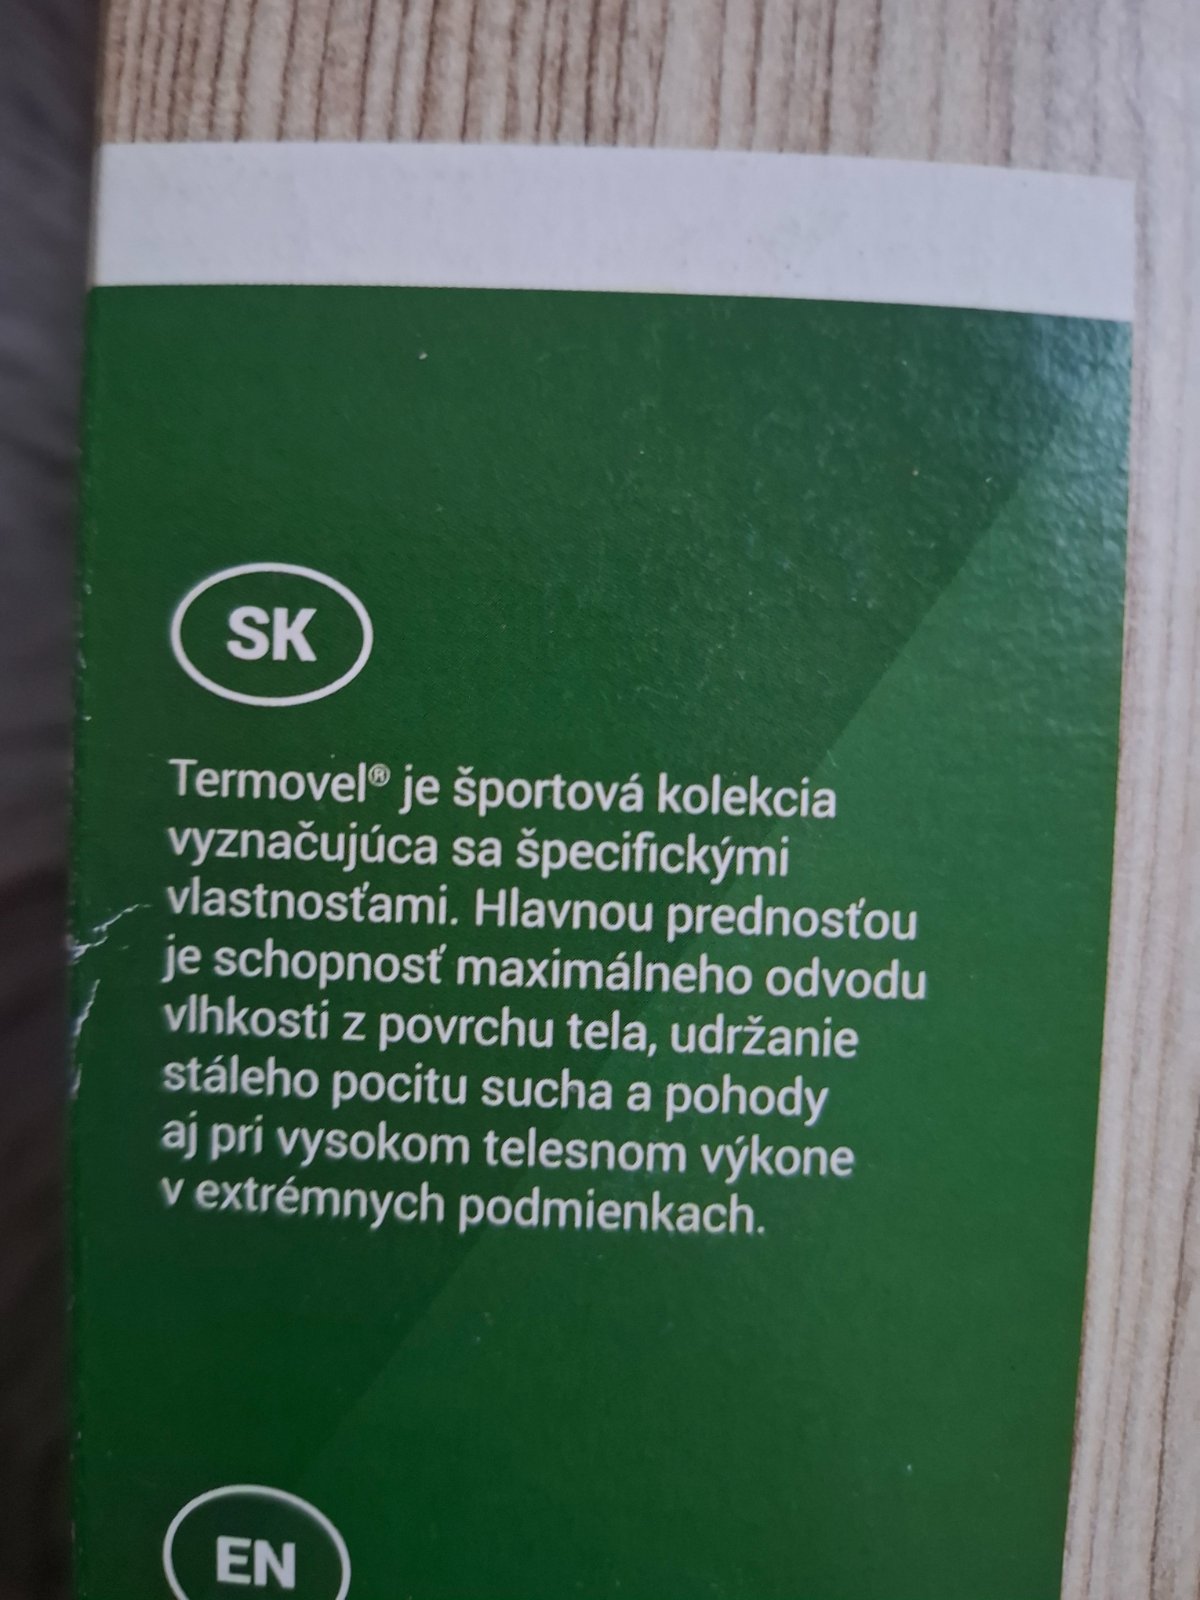 SK
Termovel® je športová kolekcia
vyznačujúca sa špecifickými
vlastnosťami. Hlavnou prednosťou
je schopnosť maximálneho odvodu
vlhkosti z povrchu tela, udržanie
stáleho pocitu sucha a pohody
aj pri vysokom telesnom výkone
v extrémnych podmienkach.
EN